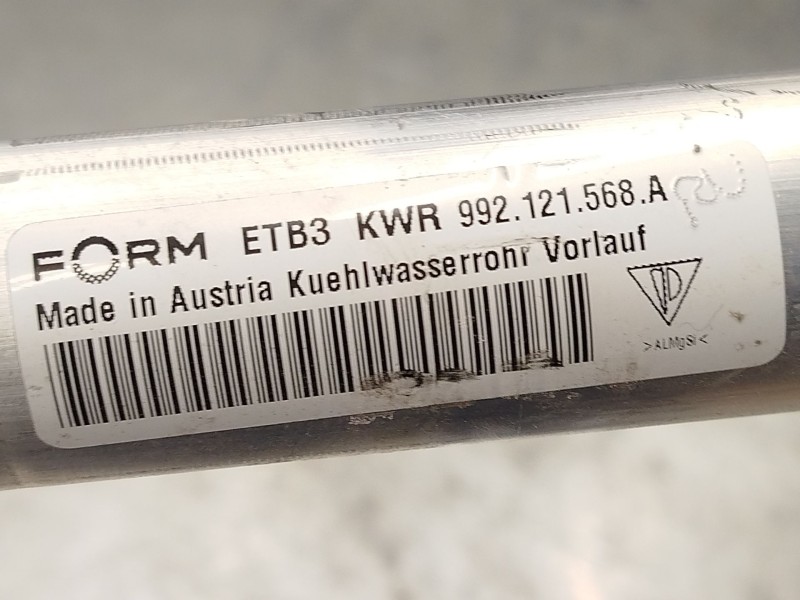 FORM ETB3 KWR 992.121.568.A
Made in Austria Kuehlwasserrohr Vorlauf
>ALMgSi<